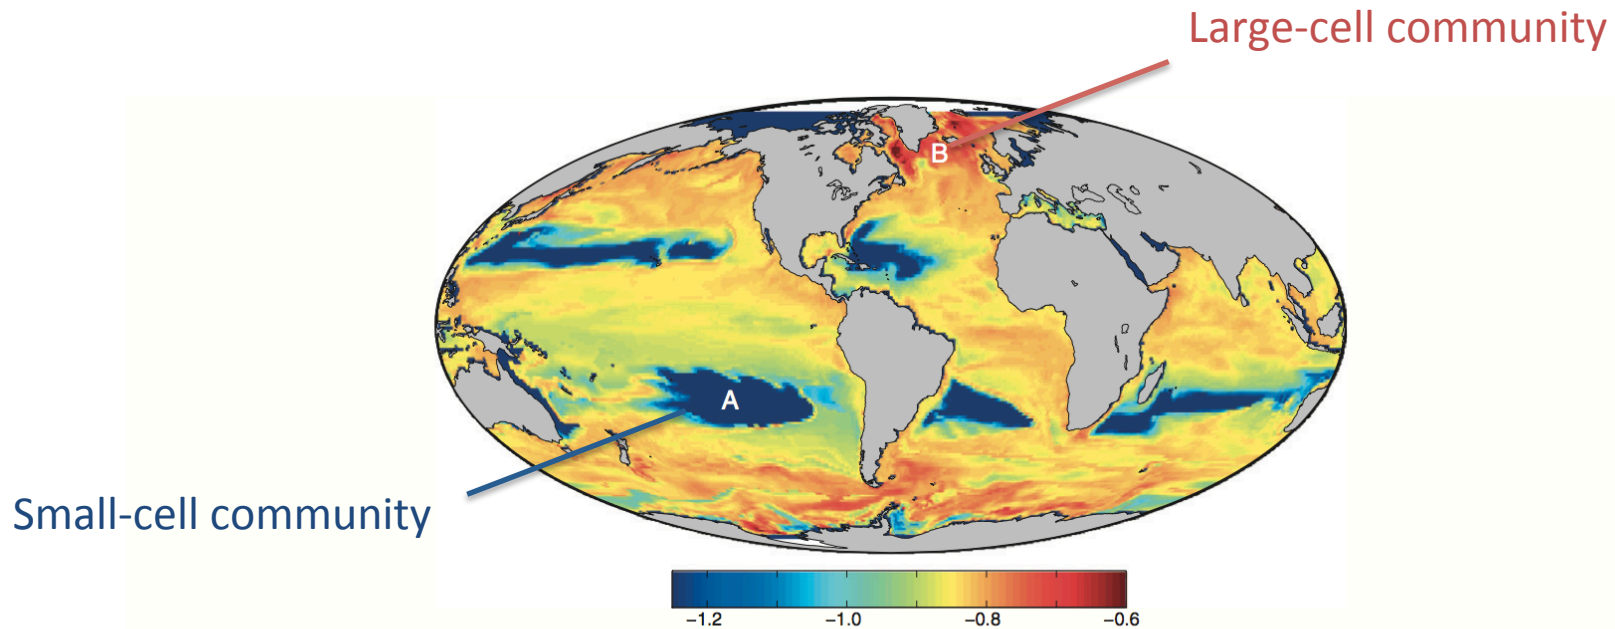 Large-cell community
B
A
Small-cell community
−1.2 −1.0 −0.8 −0.6